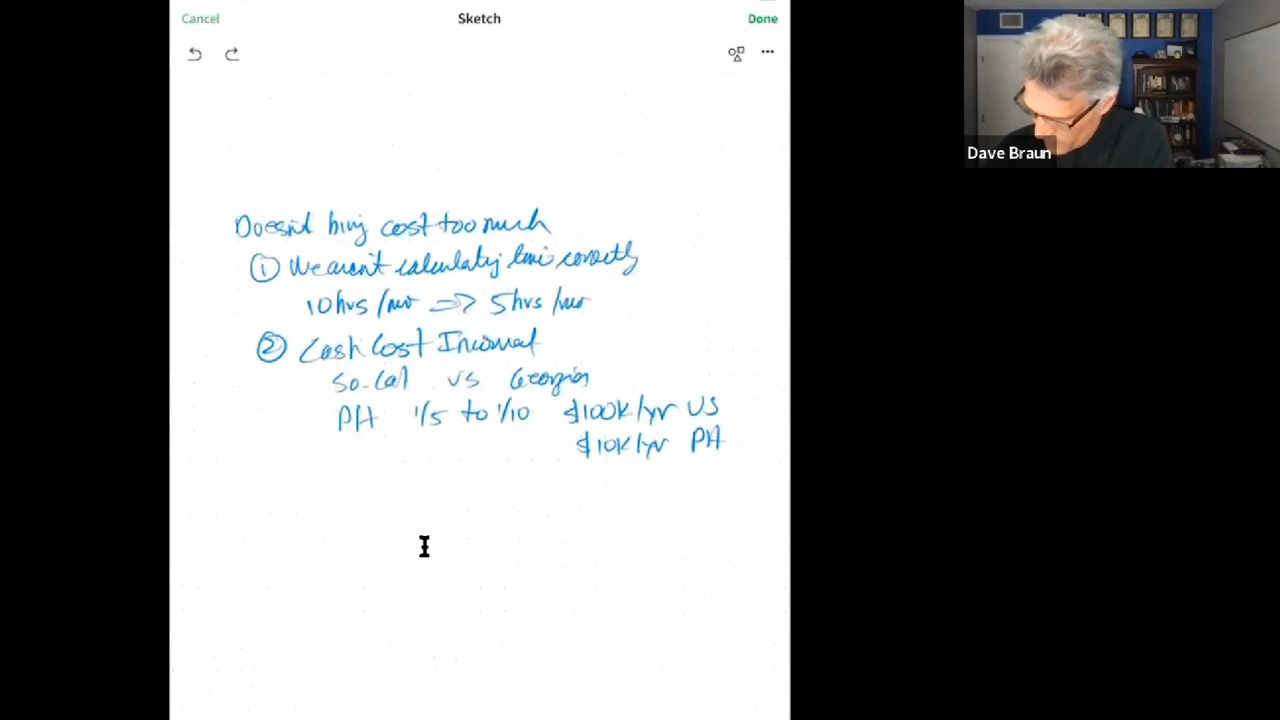 Cancel
Sketch
Done
Dave Braun
Doesn't hiring cost too much
① We aren't calculating time correctly
10hrs/mo => 5hrs/mo
② Cash Cost Incurred
So-Cal vs Georgia
PH 1/5 to 1/10 $100K/yr US
$10K/yr PH